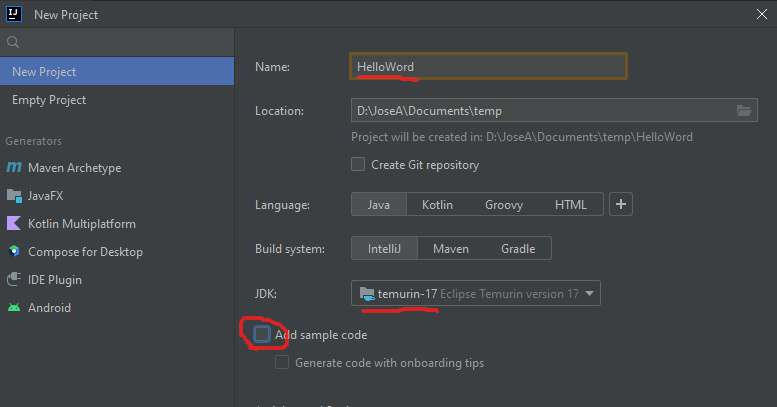 New Project
New Project
Empty Project
Generators
Maven Archetype
JavaFX
Kotlin Multiplatform
Compose for Desktop
IDE Plugin
Android
Name: HelloWord
Location: D:\JoseA\Documents\temp
Project will be created in: D:\JoseA\Documents\temp\HelloWord
Create Git repository
Language: Java Kotlin Groovy HTML +
Build system: IntelliJ Maven Gradle
JDK: temurin-17 Eclipse Temurin version 17
Add sample code
Generate code with onboarding tips